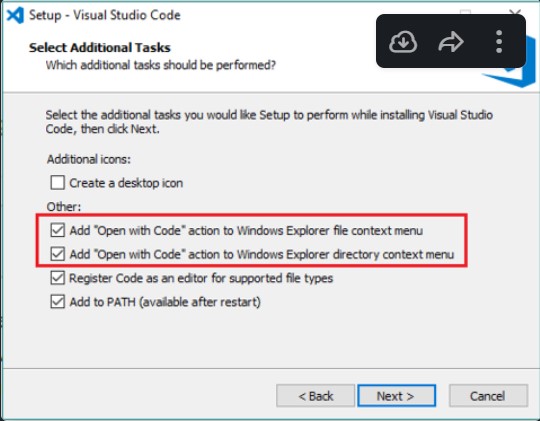 Setup - Visual Studio Code
Select Additional Tasks
Which additional tasks should be performed?
Select the additional tasks you would like Setup to perform while installing Visual Studio
Code, then click Next.
Additional icons:
Create a desktop icon
Other:
Add "Open with Code" action to Windows Explorer file context menu
Add "Open with Code" action to Windows Explorer directory context menu
Register Code as an editor for supported file types
Add to PATH (available after restart)
< Back
Next >
Cancel